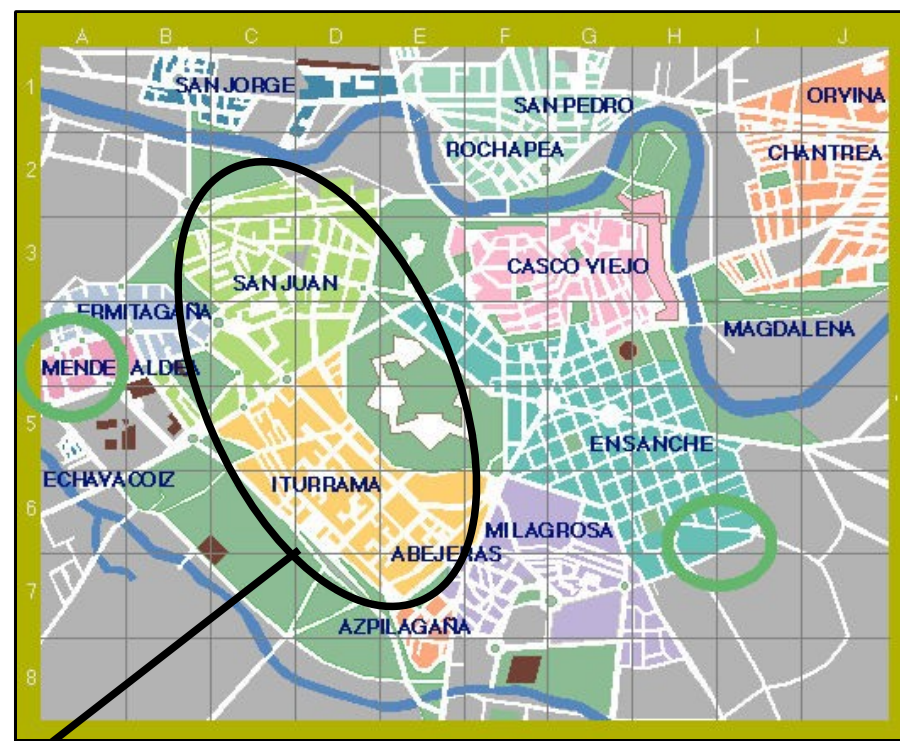 A B C D E F G H I J
1
SAN JORGE
ORVINA
SAN PEDRO
2
ROCHAPEA
CHANTREA
3
CASCO VIEJO
SAN JUAN
4
ERMITAGAÑA
MAGDALENA
MENDE ALDEA
5
ENSANCHE
ECHAVACOIZ
ITURRAMA
6
MILAGROSA
ABEJERAS
7
AZPILAGAÑA
8